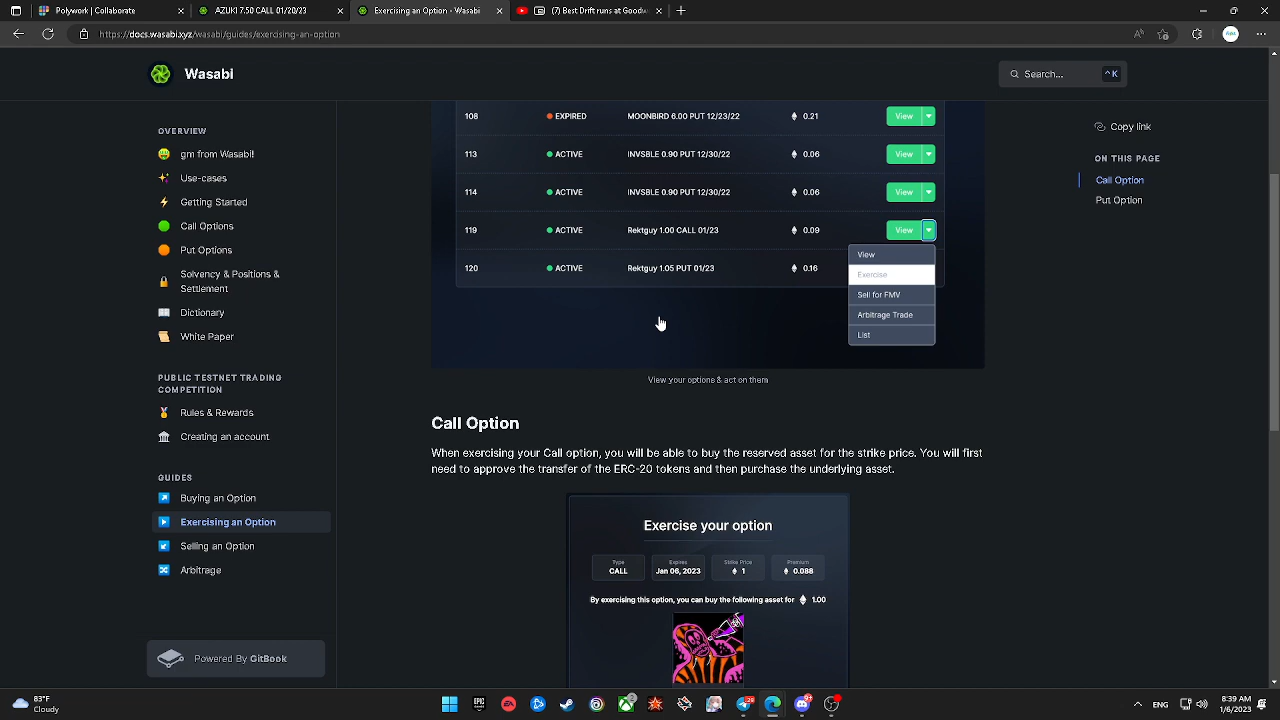 Polywork | Collaborate
AZUKI 7.50 CALL 01/20/23
Exercising an Option - Wasabi
(7) Best Drift runs at Goodw
https://docs.wasabi.xyz/wasabi/guides/exercising-an-option
Wasabi
Search...
^K
OVERVIEW
gm from Wasabi!
Use-cases
Getting Started
Call Options
Put Options
Solvency & Positions &
Settlement
Dictionary
White Paper
PUBLIC TESTNET TRADING
COMPETITION
Rules & Rewards
Creating an account
GUIDES
Buying an Option
Exercising an Option
Selling an Option
Arbitrage
Powered By GitBook
108 EXPIRED MOONBIRD 6.00 PUT 12/23/22 0.21 View
113 ACTIVE INVSBLE 0.90 PUT 12/30/22 0.06 View
114 ACTIVE INVSBLE 0.90 PUT 12/30/22 0.06 View
119 ACTIVE Rektguy 1.00 CALL 01/23 0.09 View
120 ACTIVE Rektguy 1.05 PUT 01/23 0.16
View
Exercise
Sell for FMV
Arbitrage Trade
List
View your options & act on them
Call Option
When exercising your Call option, you will be able to buy the reserved asset for the strike price. You will first
need to approve the transfer of the ERC-20 tokens and then purchase the underlying asset.
Exercise your option
Type
CALL
Expires
Jan 06, 2023
Strike Price
1
Premium
0.088
By exercising this option, you can buy the following asset for 1.00
Copy link
ON THIS PAGE
Call Option
Put Option
83°F
Cloudy
ENG
8:39 AM
1/6/2023